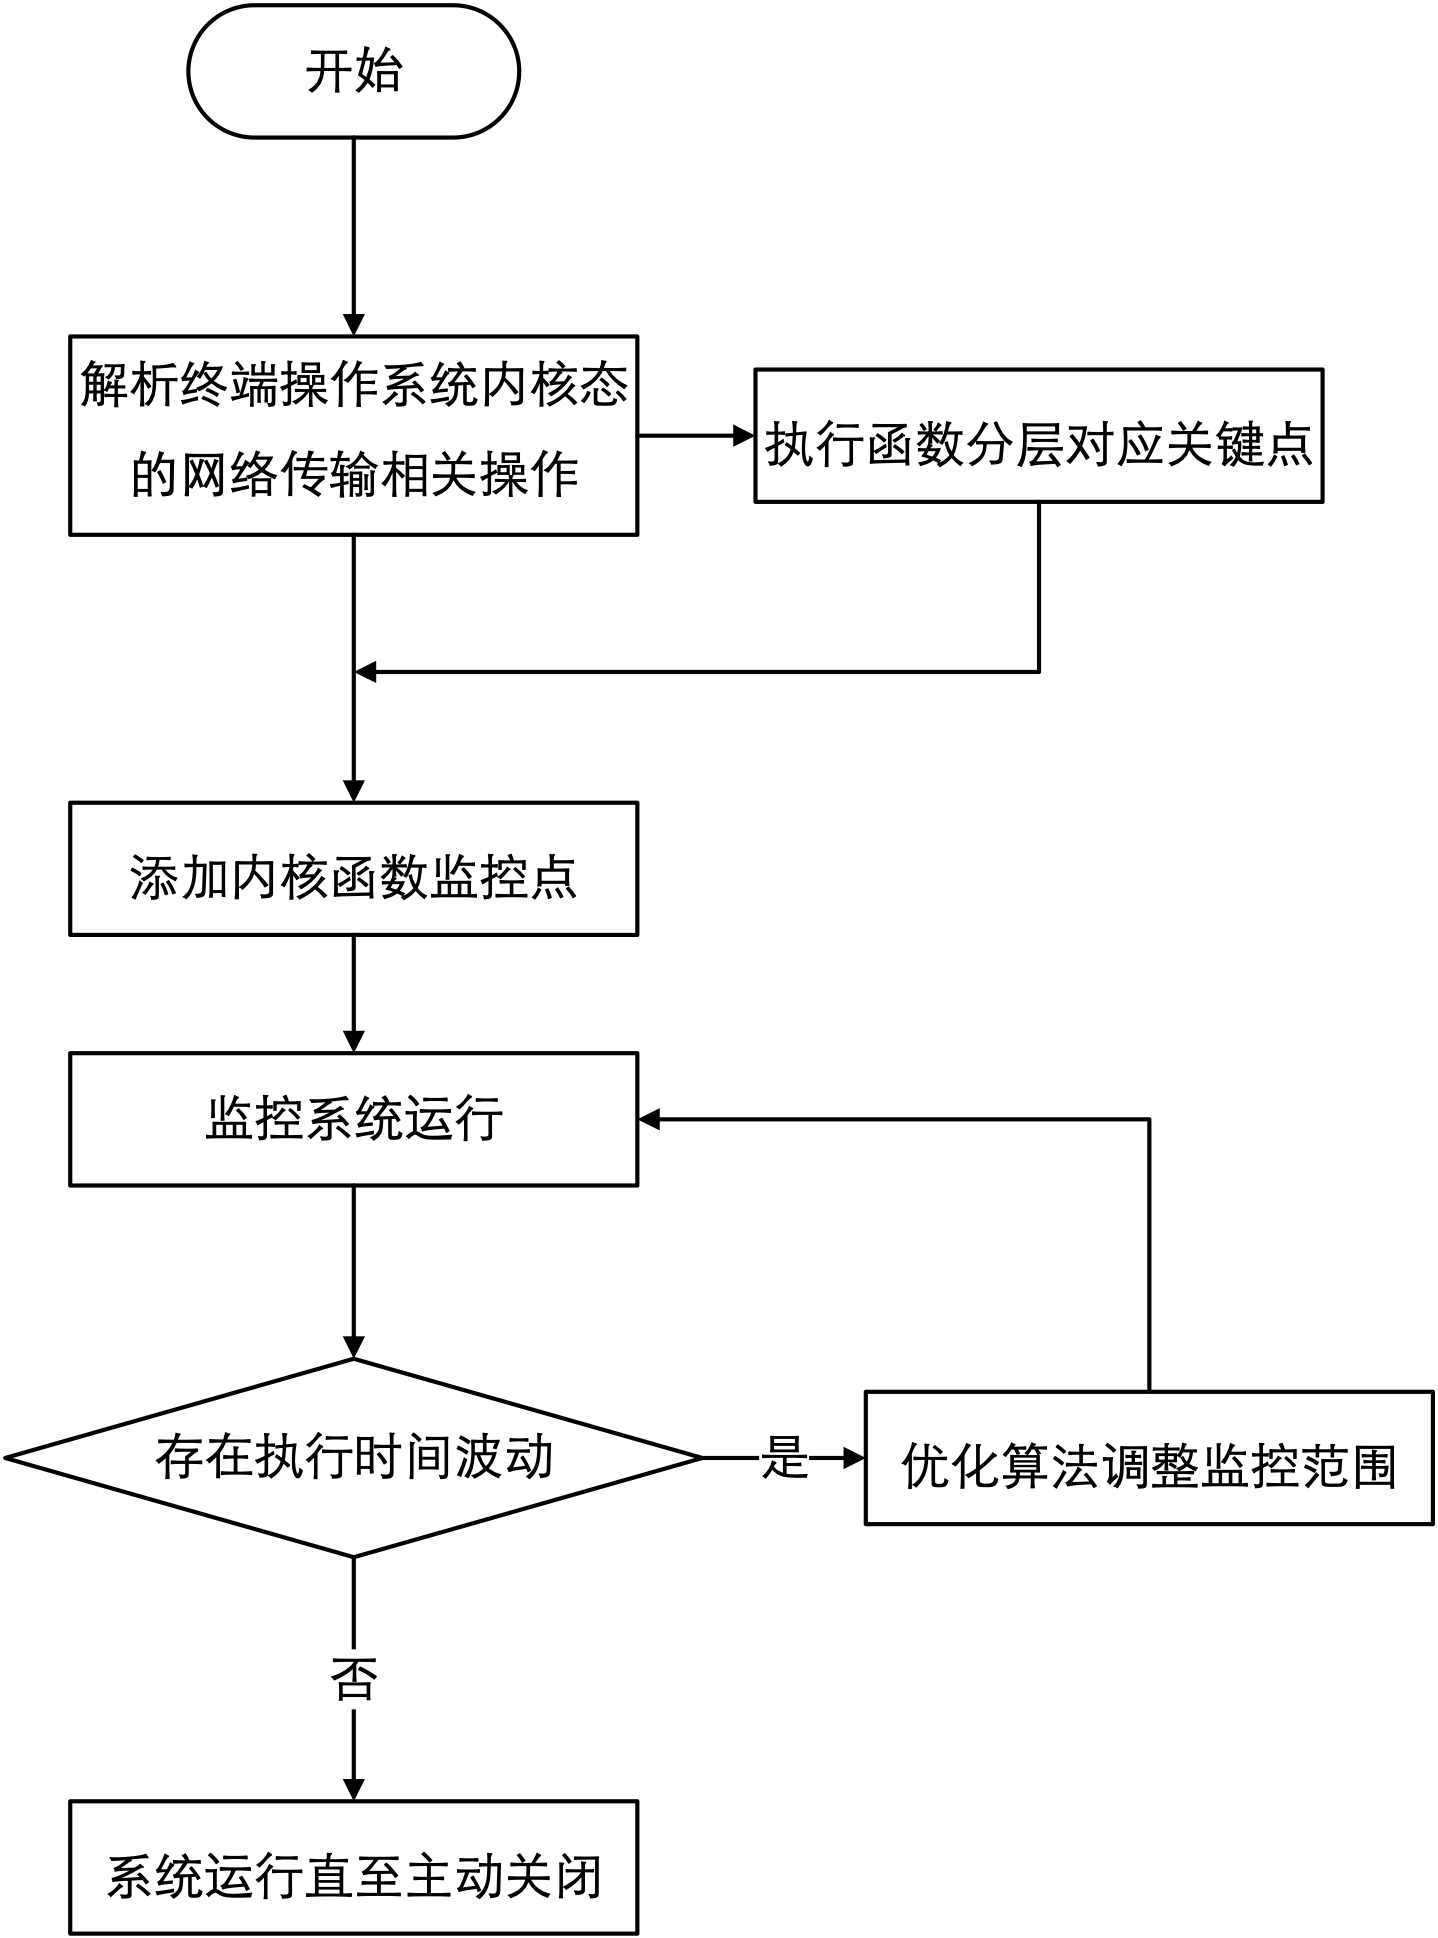 开始
解析终端操作系统内核态
的网络传输相关操作
执行函数分层对应关键点
添加内核函数监控点
监控系统运行
存在执行时间波动
是
优化算法调整监控范围
否
系统运行直至主动关闭